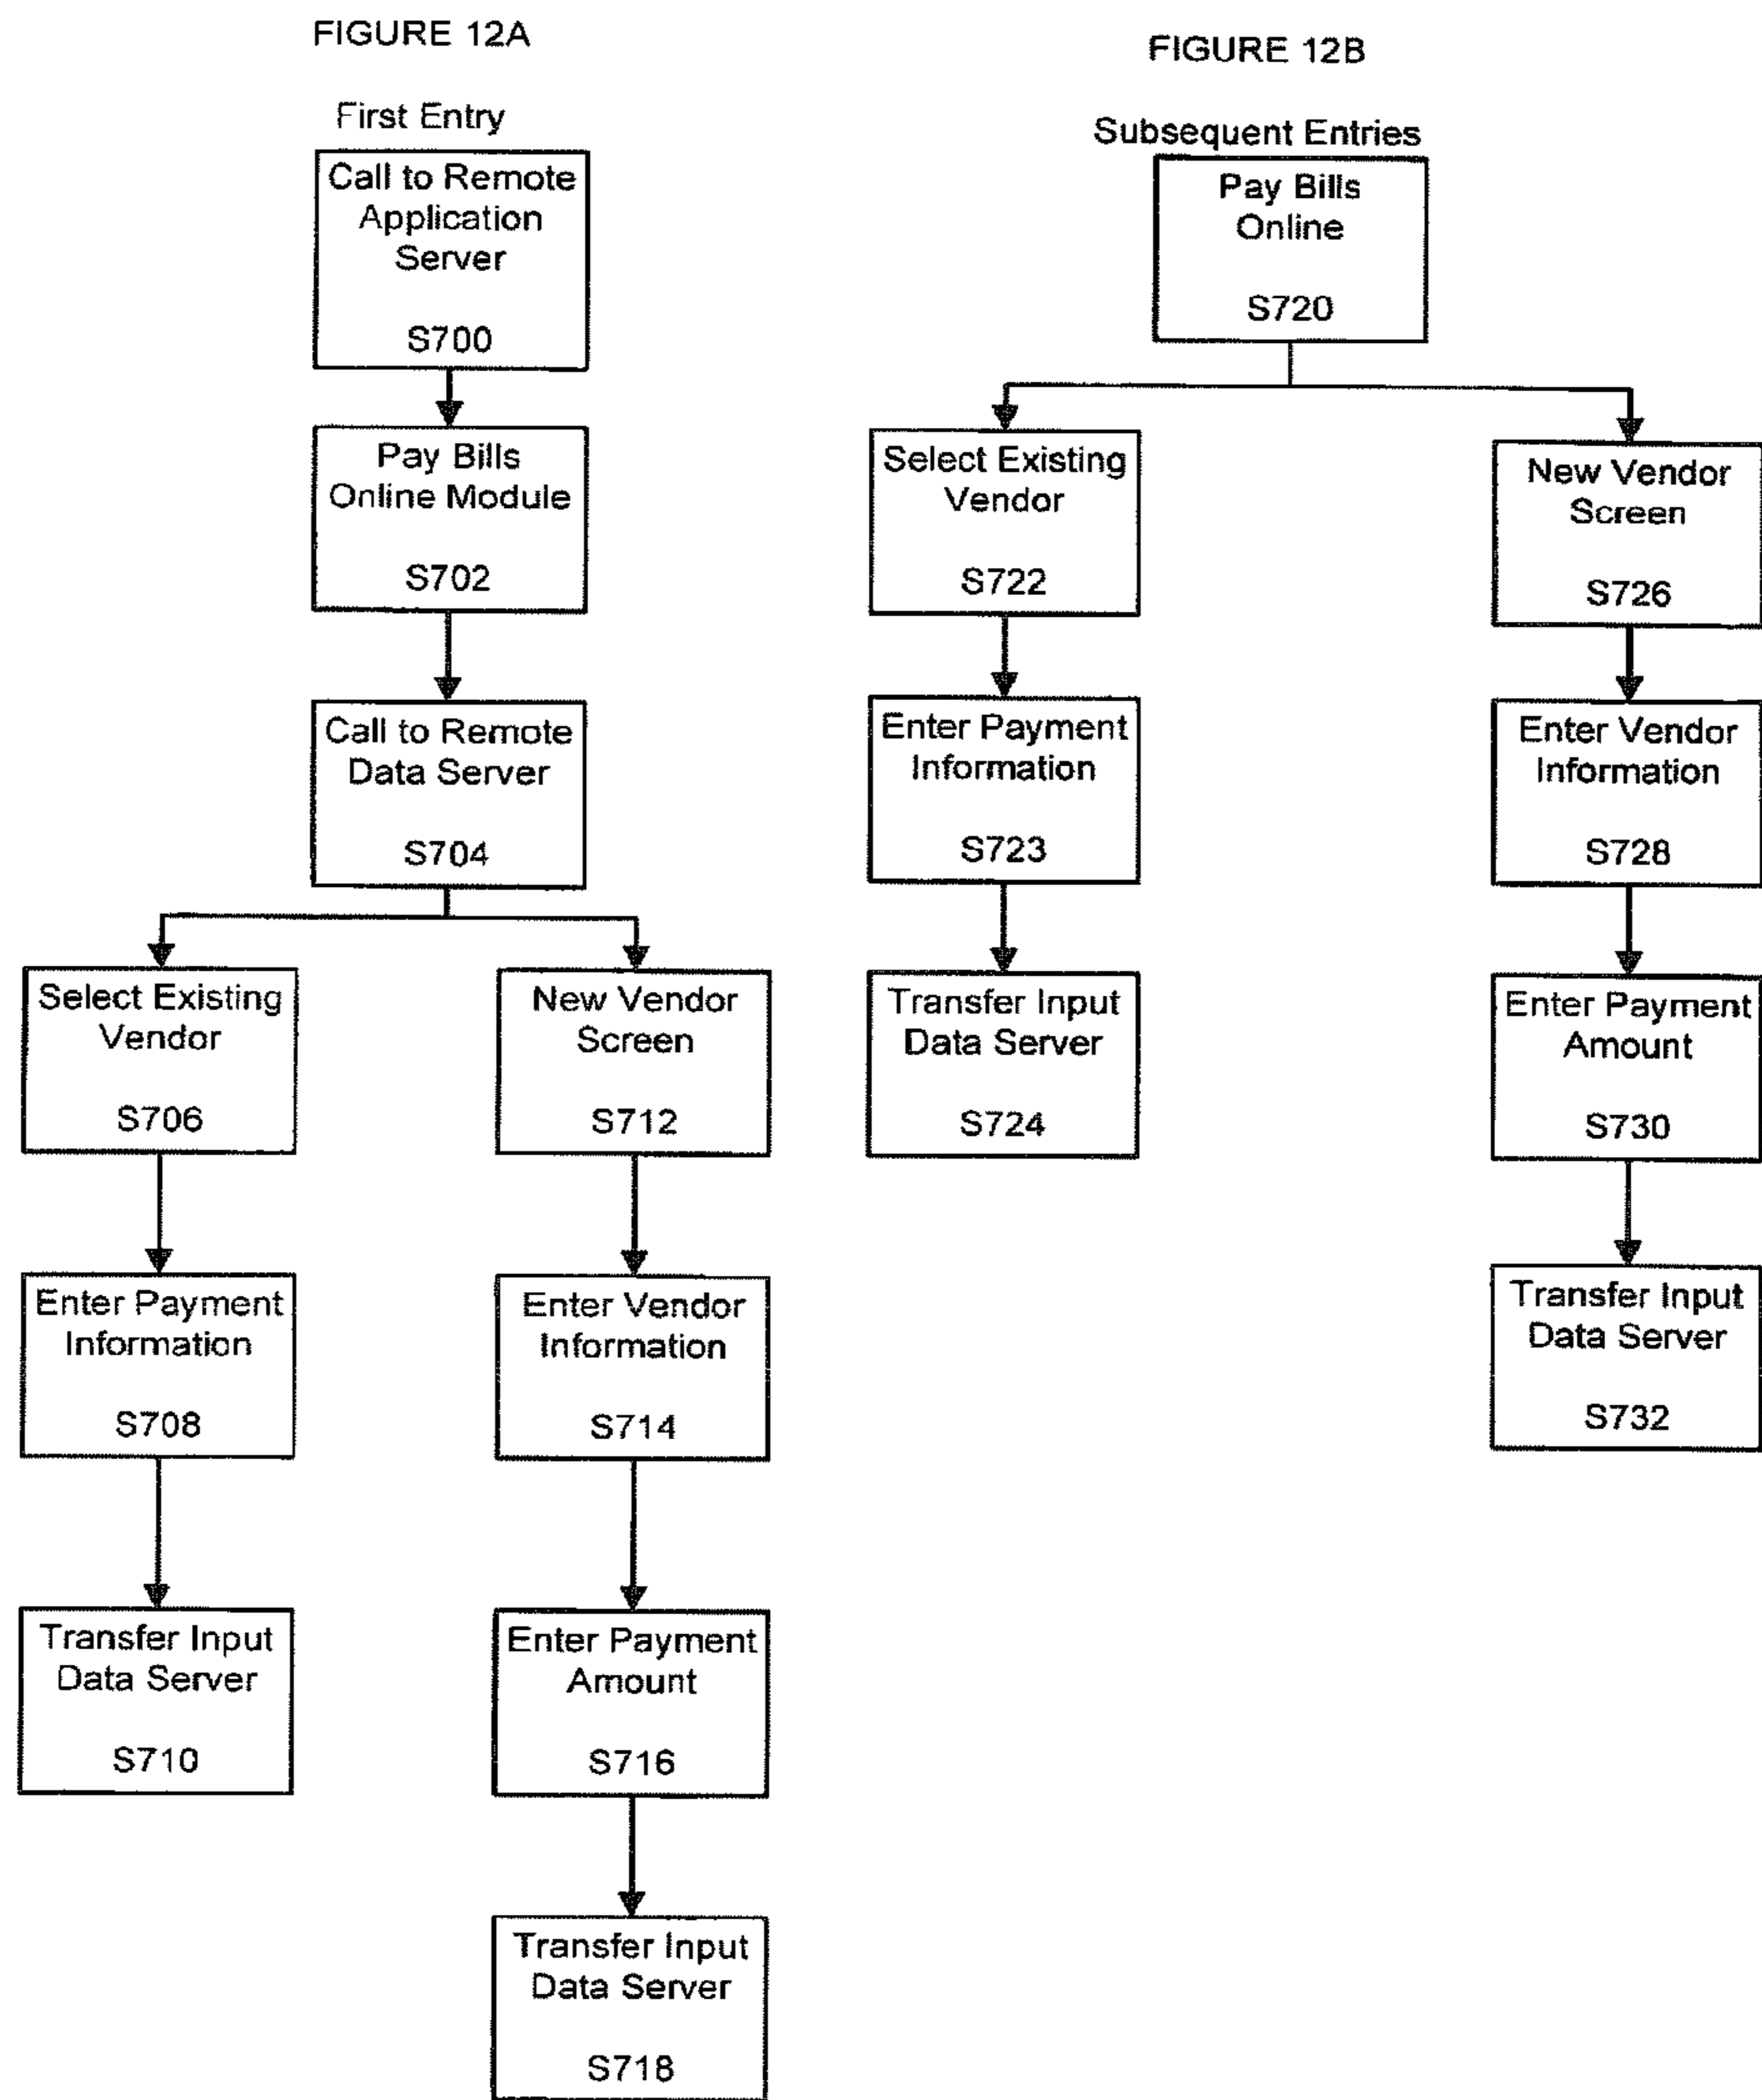 FIGURE 12A
First Entry
Call to Remote
Application
Server
S700
Pay Bills
Online Module
S702
Call to Remote
Data Server
S704
Select Existing
Vendor
S706
Enter Payment
Information
S708
Transfer Input
Data Server
S710
New Vendor
Screen
S712
Enter Vendor
Information
S714
Enter Payment
Amount
S716
Transfer Input
Data Server
S718
FIGURE 12B
Subsequent Entries
Pay Bills
Online
S720
Select Existing
Vendor
S722
Enter Payment
Information
S723
Transfer Input
Data Server
S724
New Vendor
Screen
S726
Enter Vendor
Information
S728
Enter Payment
Amount
S730
Transfer Input
Data Server
S732